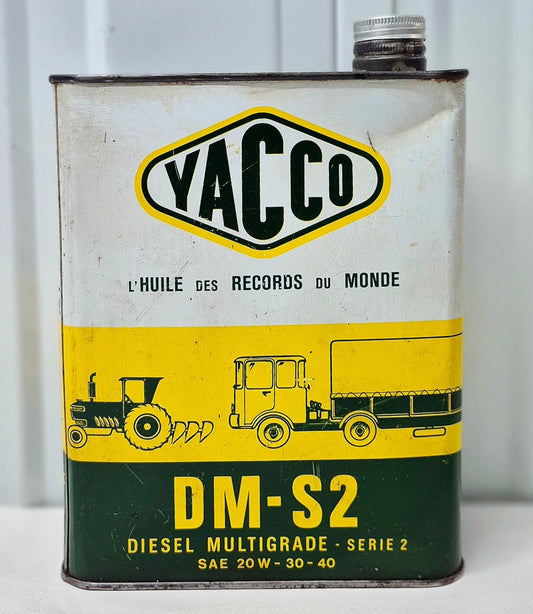 YACCO
L'HUILE DES RECORDS DU MONDE
DM-S2
DIESEL MULTIGRADE - SERIE 2
SAE 20W-30-40